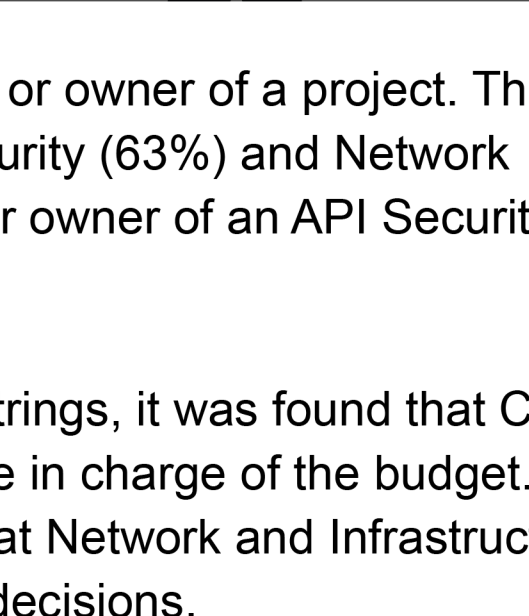 or owner of a project. Th
urity (63%) and Network
r owner of an API Securit
trings, it was found that C
e in charge of the budget.
at Network and Infrastruc
decisions.